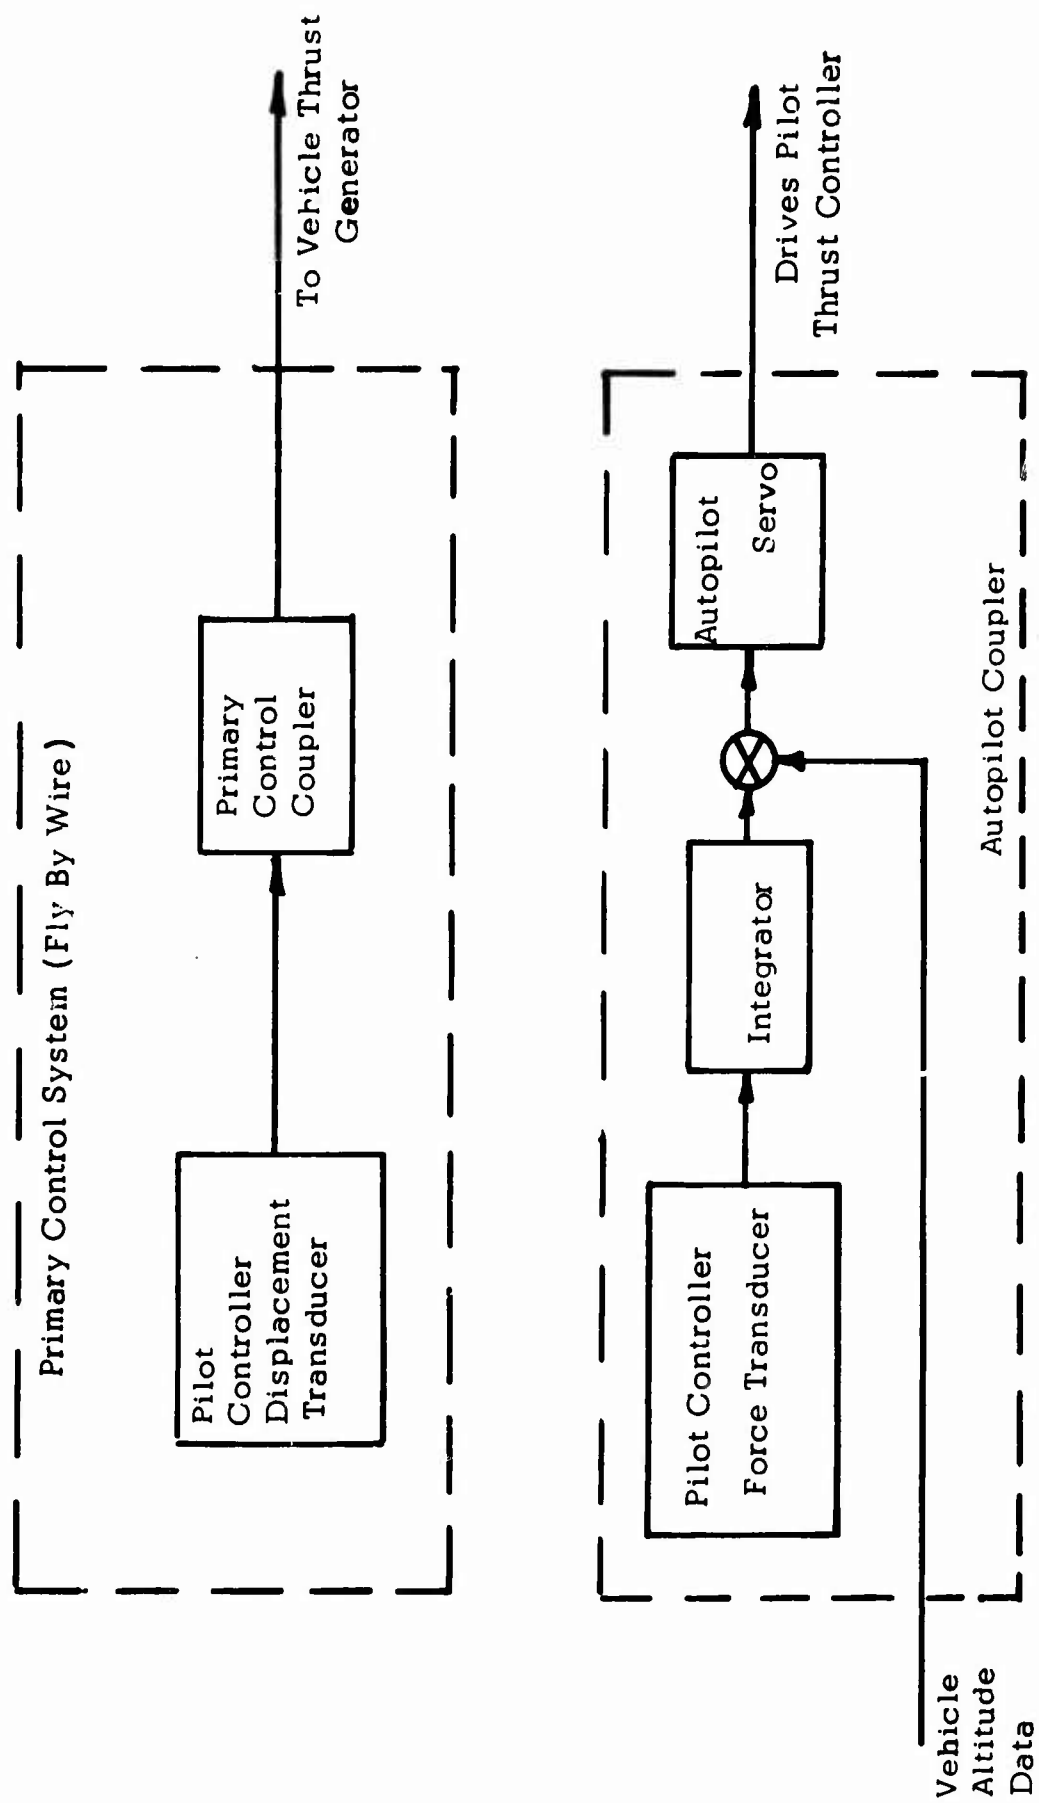 Primary Control System (Fly By Wire)
Pilot
Controller
Displacement
Transducer
Primary
Control
Coupler
To Vehicle Thrust
Generator
Pilot Controller
Force Transducer
Integrator
Autopilot
Servo
Drives Pilot
Thrust Controller
Autopilot Coupler
Vehicle
Altitude
Data